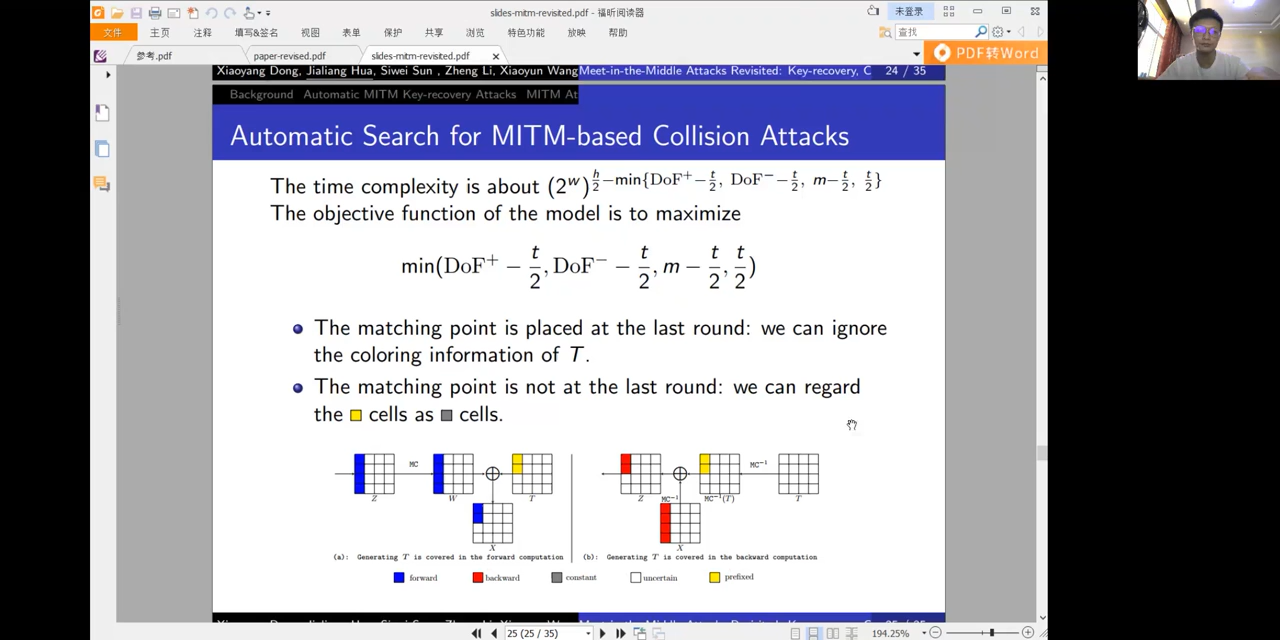 slides-mitm-revisited.pdf - 福昕阅读器
未登录
文件 主页 注释 填写&签名 视图 表单 保护 共享 浏览 特色功能 放映 帮助
查找
参考.pdf paper-revised.pdf slides-mitm-revisited.pdf
PDF转Word
Xiaoyang Dong, Jialiang Hua, Siwei Sun , Zheng Li, Xiaoyun Wang Meet-in-the-Middle Attacks Revisited: Key-recovery, C 24 / 35
Background Automatic MITM Key-recovery Attacks MITM At
Automatic Search for MITM-based Collision Attacks
The time complexity is about (2^w)^{h/2−min{DoF⁺−t/2, DoF⁻−t/2, m−t/2, t/2}}
The objective function of the model is to maximize
min(DoF⁺ − t/2, DoF⁻ − t/2, m − t/2, t/2)
The matching point is placed at the last round: we can ignore
the coloring information of T.
The matching point is not at the last round: we can regard
the cells as cells.
MC MC⁻¹
Z W T Z MC⁻¹ MC⁻¹(T) T
X X
(a): Generating T is covered in the forward computation (b): Generating T is covered in the backward computation
forward backward constant uncertain prefixed
25 (25 / 35) 194.25%